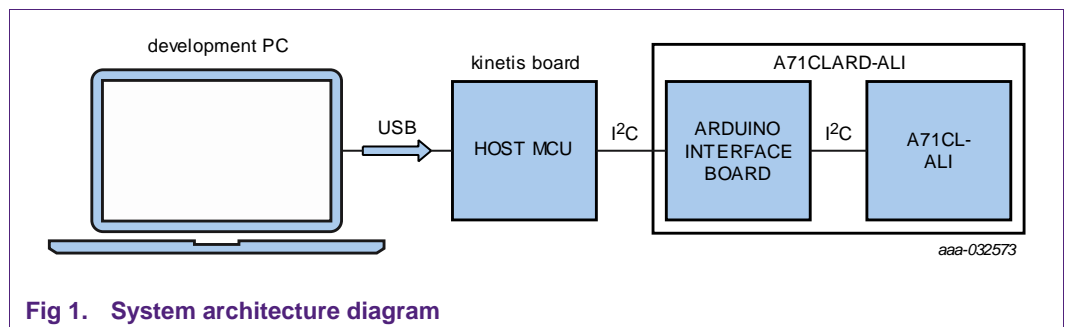 development PC
kinetis board
A71CLARD-ALI
USB
HOST MCU
I²C
ARDUINO
INTERFACE
BOARD
I²C
A71CL-
ALI
aaa-032573
Fig 1. System architecture diagram